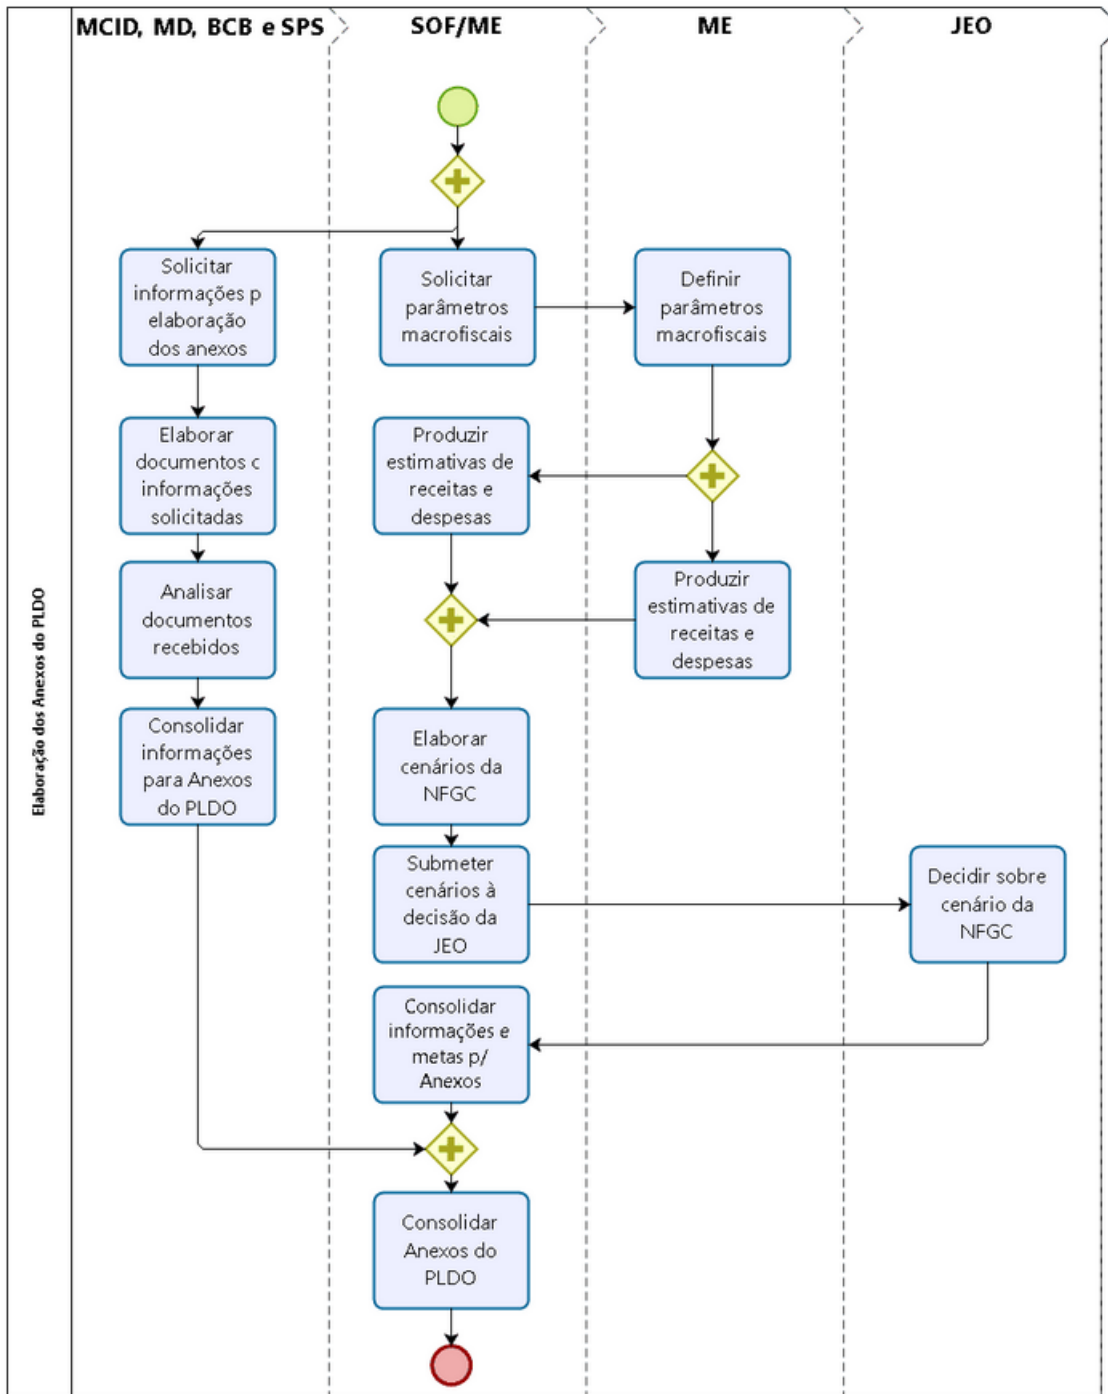 MCID, MD, BCB e SPS
SOF/ME
ME
JEO
Elaboração dos Anexos do PLDO
Solicitar
informações p
elaboração
dos anexos
Solicitar
parâmetros
macrofiscais
Definir
parâmetros
macrofiscais
Elaborar
documentos c
informações
solicitadas
Produzir
estimativas de
receitas e
despesas
Analisar
documentos
recebidos
Produzir
estimativas de
receitas e
despesas
Consolidar
informações
para Anexos
do PLDO
Elaborar
cenários da
NFGC
Submeter
cenários à
decisão da
JEO
Decidir sobre
cenário da
NFGC
Consolidar
informações e
metas p/
Anexos
Consolidar
Anexos do
PLDO